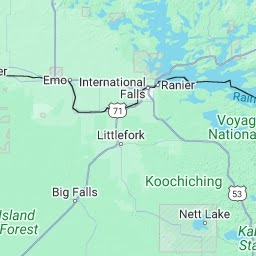 er
Emo
International
Falls
Ranier
Rain
71
Voyag
National
Littlefork
Koochiching
Big Falls
53
Island
Forest
Nett Lake
Ka
Sta